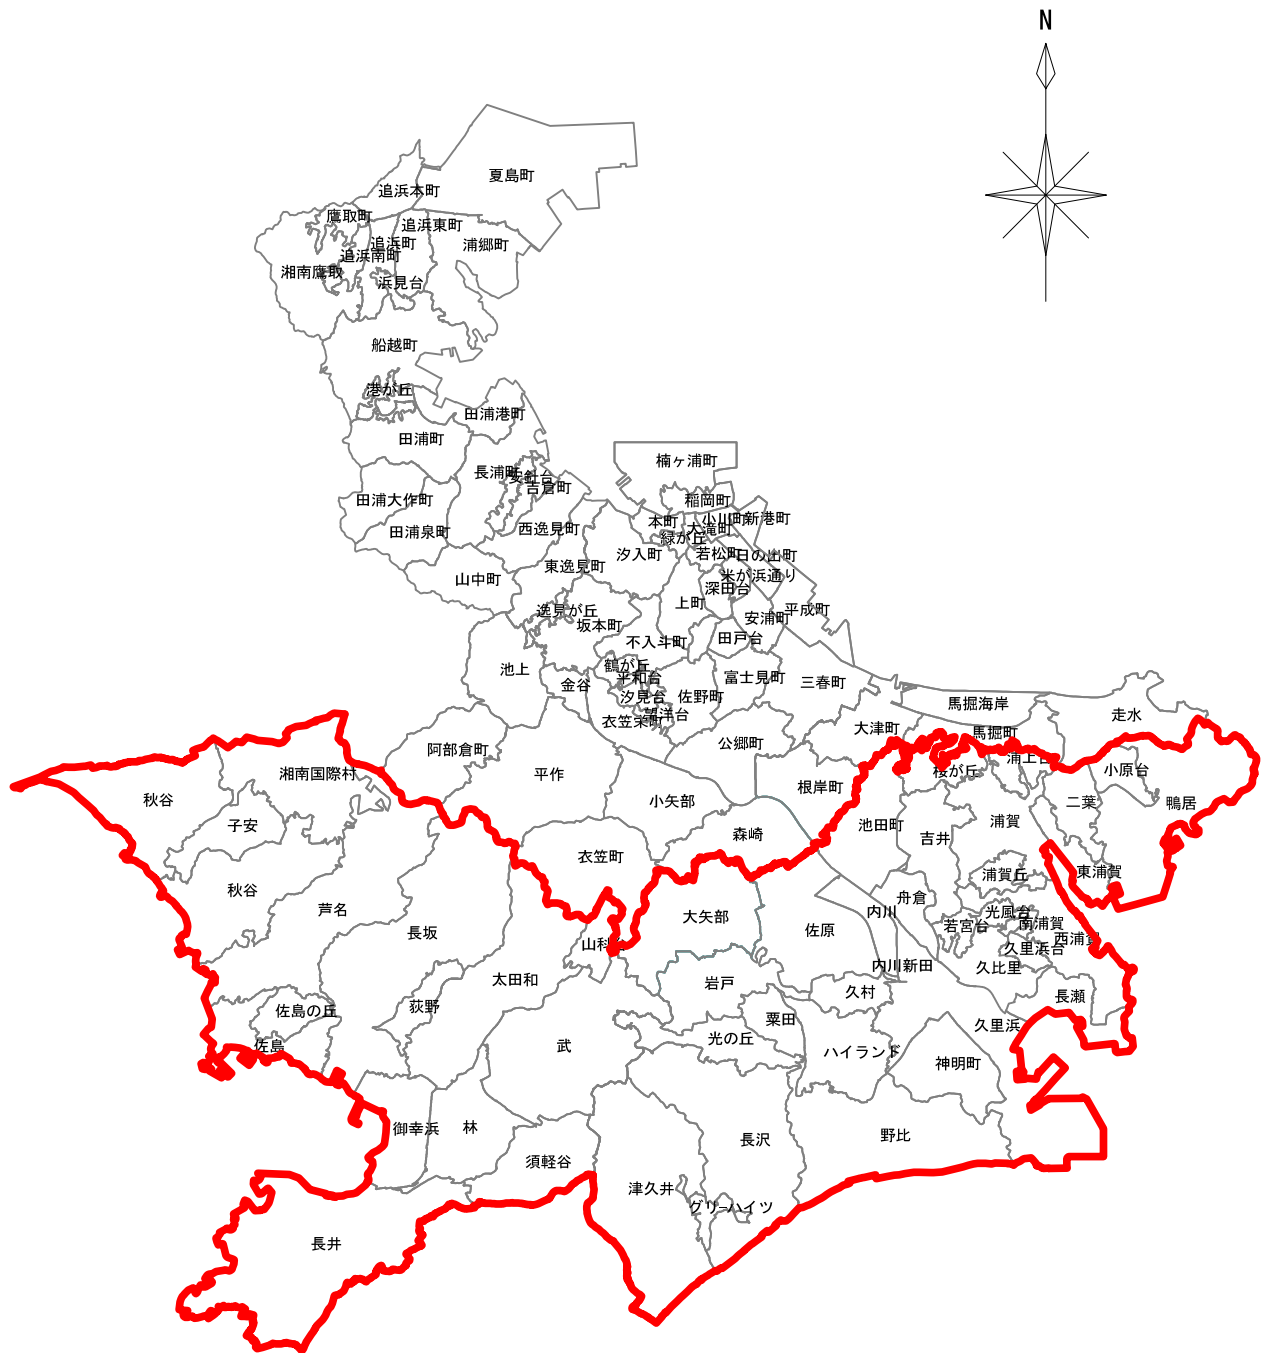 N
夏島町
追浜本町
鷹取町
追浜東町
追浜町
浦郷町
追浜南町
湘南鷹取
浜見台
船越町
港が丘
田浦港町
田浦町
楠ヶ浦町
長浦町
安針台
吉倉町
田浦大作町
稲岡町
本町
小川町
新港町
西逸見町
大滝町
田浦泉町
緑が丘
汐入町
若松町
日の出町
東逸見町
米が浜通り
山中町
深田台
上町
逸見が丘
平成町
安浦町
坂本町
不入斗町
田戸台
鶴が丘
池上
平和台
富士見町
三春町
金谷
汐見台
佐野町
馬堀海岸
望洋台
走水
衣笠栄町
大津町
馬堀町
公郷町
阿部倉町
浦上台
桜が丘
小原台
湘南国際村
平作
根岸町
秋谷
小矢部
二葉
鴨居
子安
池田町
浦賀
森崎
吉井
衣笠町
東浦賀
浦賀丘
秋谷
舟倉
芦名
内川
光風台
大矢部
南浦賀
若宮台
佐原
長坂
西浦賀
山科台
久里浜台
内川新田
久比里
太田和
岩戸
久村
長瀬
荻野
佐島の丘
粟田
久里浜
光の丘
佐島
武
ハイランド
神明町
御幸浜
林
野比
長沢
須軽谷
津久井
グリーンハイツ
長井